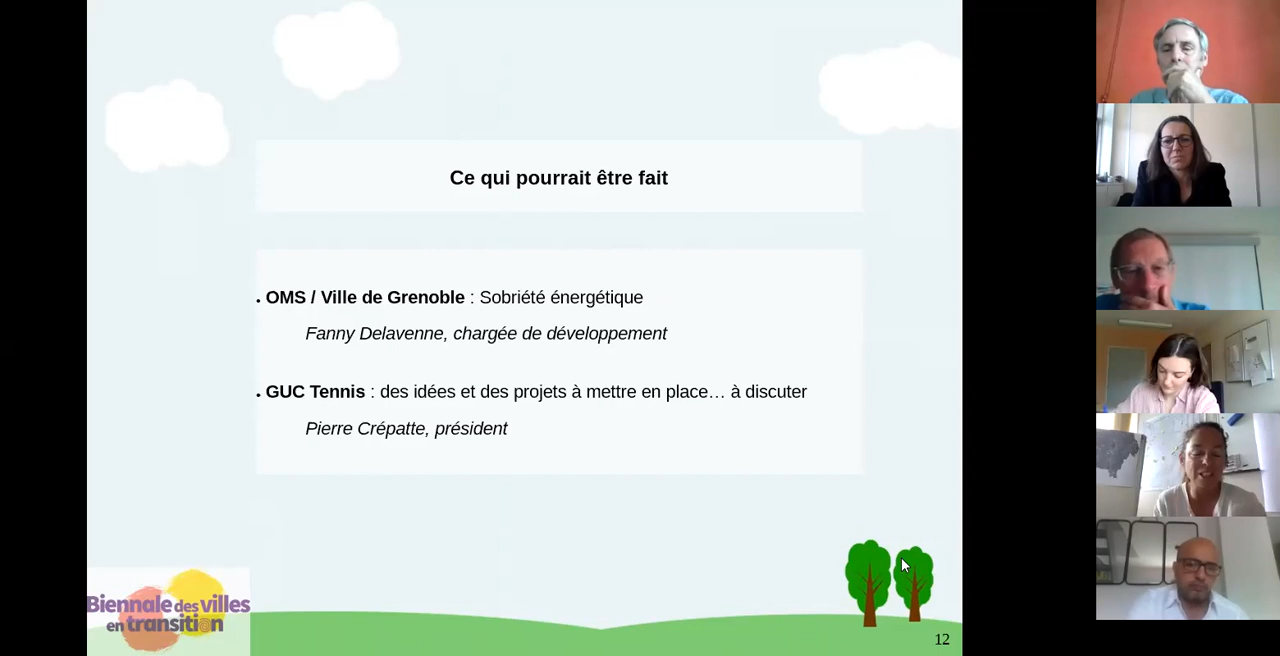 Ce qui pourrait être fait
• OMS / Ville de Grenoble : Sobriété énergétique
Fanny Delavenne, chargée de développement
• GUC Tennis : des idées et des projets à mettre en place… à discuter
Pierre Crépatte, président
Biennale des villes
en transition
12